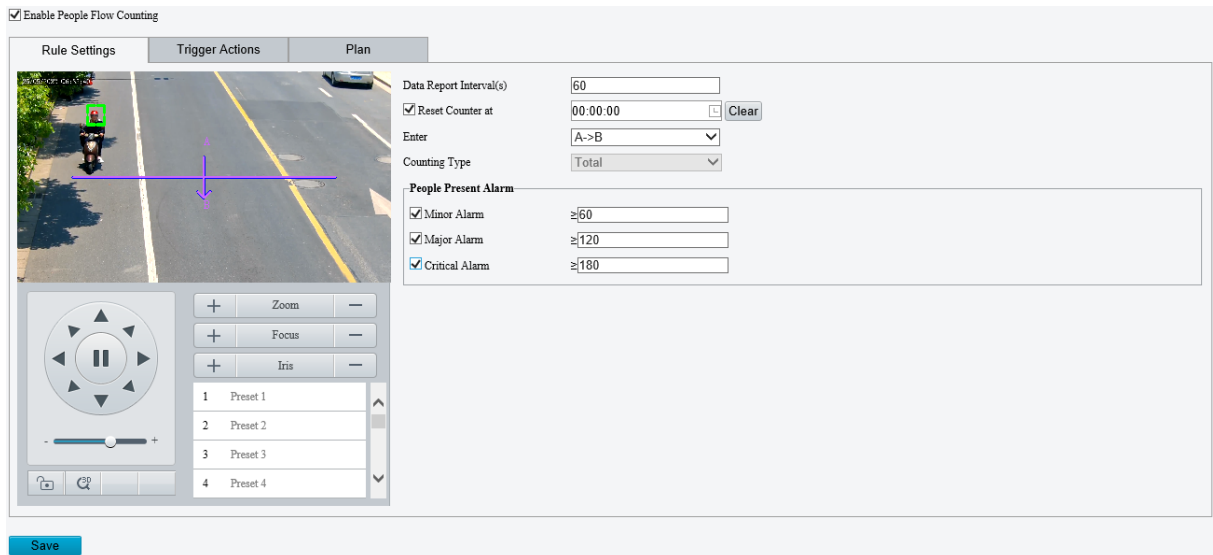 Enable People Flow Counting
Rule Settings Trigger Actions Plan
Data Report Interval(s) 60
Reset Counter at 00:00:00 Clear
Enter A->B
Counting Type Total
People Present Alarm
Minor Alarm ≥60
Major Alarm ≥120
Critical Alarm ≥180
+ Zoom −
+ Focus −
+ Iris −
1 Preset 1
2 Preset 2
3 Preset 3
4 Preset 4
- +
3D
Save